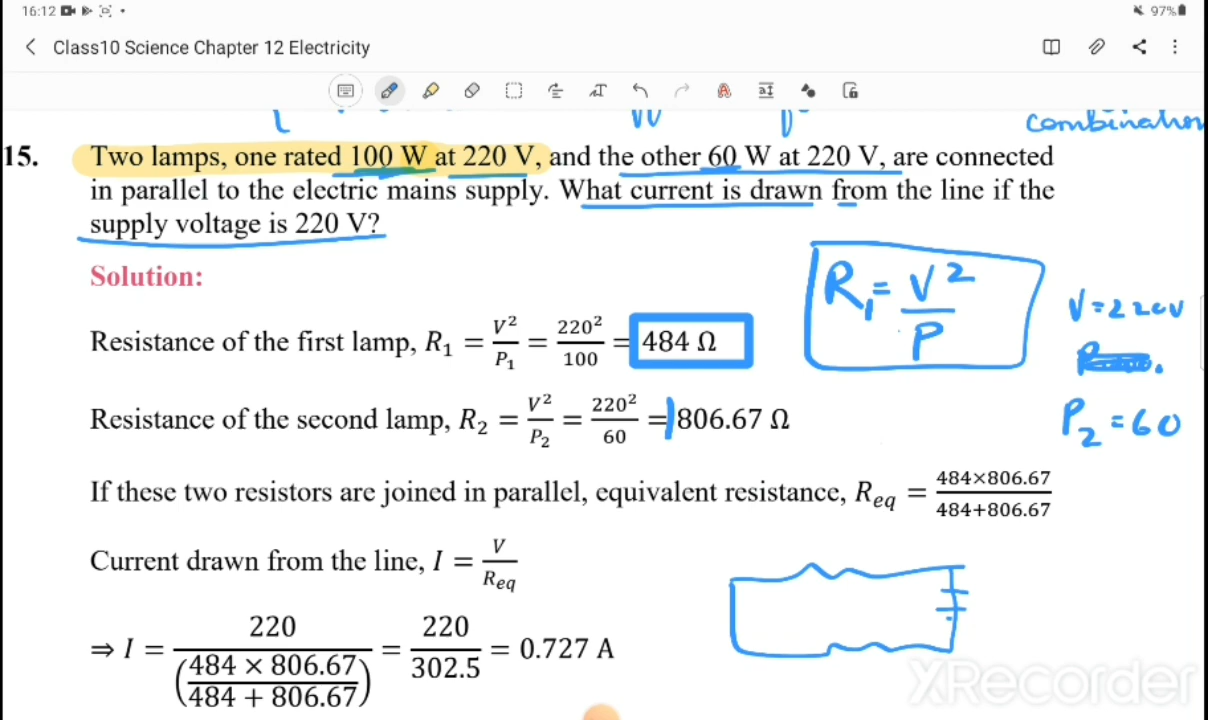 16:12 97%
Class10 Science Chapter 12 Electricity
combination
15. Two lamps, one rated 100 W at 220 V, and the other 60 W at 220 V, are connected
in parallel to the electric mains supply. What current is drawn from the line if the
supply voltage is 220 V?
Solution:
R₁ = V²/P
V = 220V
Resistance of the first lamp, R₁ = V²/P₁ = 220²/100 = 484 Ω
P₂ = 60
Resistance of the second lamp, R₂ = V²/P₂ = 220²/60 = 806.67 Ω
If these two resistors are joined in parallel, equivalent resistance, R_eq = 484×806.67/484+806.67
Current drawn from the line, I = V/R_eq
⇒ I = 220/(484 × 806.67/484 + 806.67) = 220/302.5 = 0.727 A
XRecorder